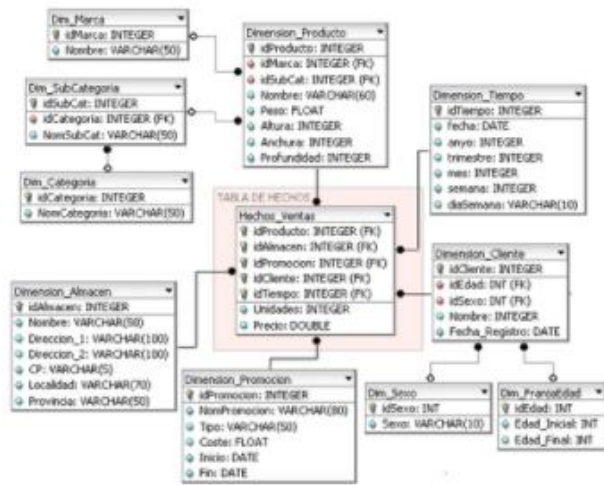 Dim_Marca
idMarca: INTEGER
Nombre: VARCHAR(50)
Dimension_Producto
idProducto: INTEGER
idMarca: INTEGER (FK)
idSubCat: INTEGER (FK)
Nombre: VARCHAR(60)
Peso: FLOAT
Altura: INTEGER
Anchura: INTEGER
Profundidad: INTEGER
Dim_SubCategoria
idSubCat: INTEGER
idCategoria: INTEGER (FK)
NomSubCat: VARCHAR(50)
Dim_Categoria
idCategoria: INTEGER
NomCategoria: VARCHAR(50)
Dimension_Tiempo
idTiempo: INTEGER
fecha: DATE
anyo: INTEGER
trimestre: INTEGER
mes: INTEGER
semana: INTEGER
diaSemana: VARCHAR(10)
TABLA DE HECHOS
Hechos_Ventas
idProducto: INTEGER (FK)
idAlmacen: INTEGER (FK)
idPromocion: INTEGER (FK)
idCliente: INTEGER (FK)
idTiempo: INTEGER (FK)
Unidades: INTEGER
Precio: DOUBLE
Dimension_Cliente
idCliente: INTEGER
idEdad: INT (FK)
idSexo: INT (FK)
Nombre: INTEGER
Fecha_Registro: DATE
Dimension_Almacen
idAlmacen: INTEGER
Nombre: VARCHAR(50)
Direccion_1: VARCHAR(100)
Direccion_2: VARCHAR(100)
CP: VARCHAR(5)
Localidad: VARCHAR(70)
Provincia: VARCHAR(50)
Dimension_Promocion
idPromocion: INTEGER
NomPromocion: VARCHAR(80)
Tipo: VARCHAR(50)
Coste: FLOAT
Inicio: DATE
Fin: DATE
Dim_Sexo
idSexo: INT
Sexo: VARCHAR(10)
Dim_FranjaEdad
idEdad: INT
Edad_Inicial: INT
Edad_Final: INT